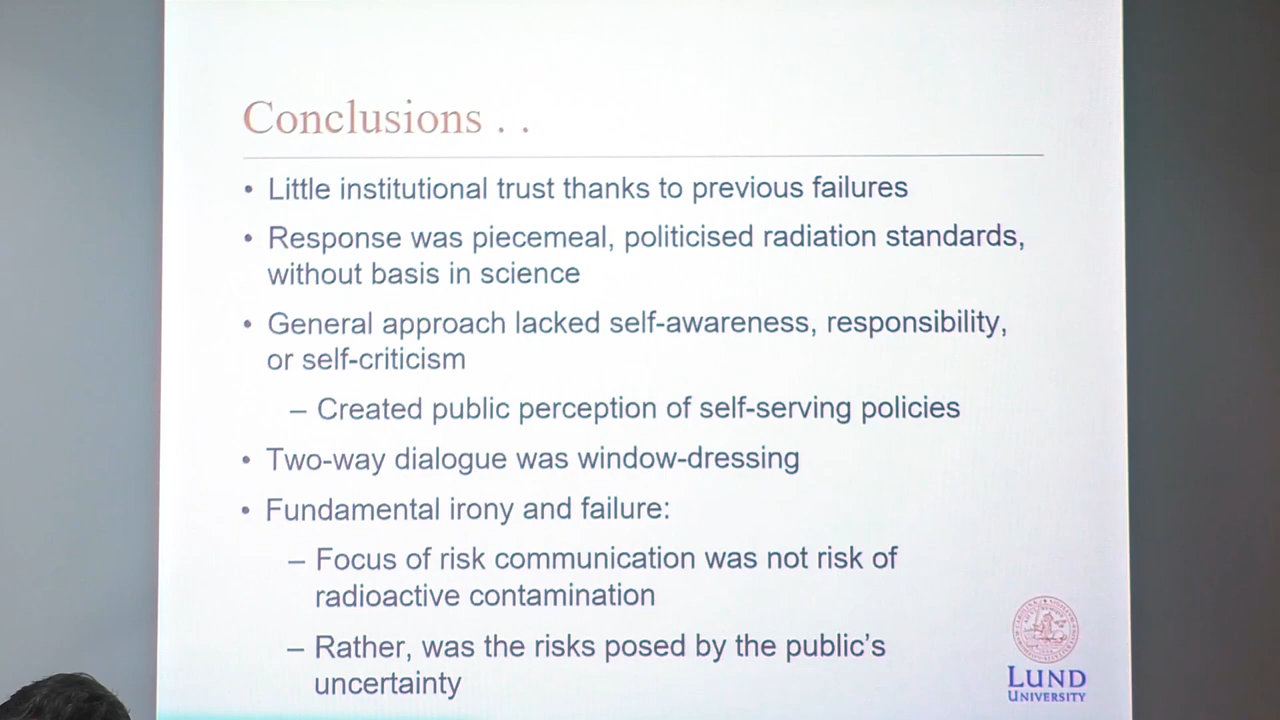 Conclusions . .
• Little institutional trust thanks to previous failures
• Response was piecemeal, politicised radiation standards,
without basis in science
• General approach lacked self-awareness, responsibility,
or self-criticism
– Created public perception of self-serving policies
• Two-way dialogue was window-dressing
• Fundamental irony and failure:
– Focus of risk communication was not risk of
radioactive contamination
– Rather, was the risks posed by the public's
uncertainty
LUND
UNIVERSITY